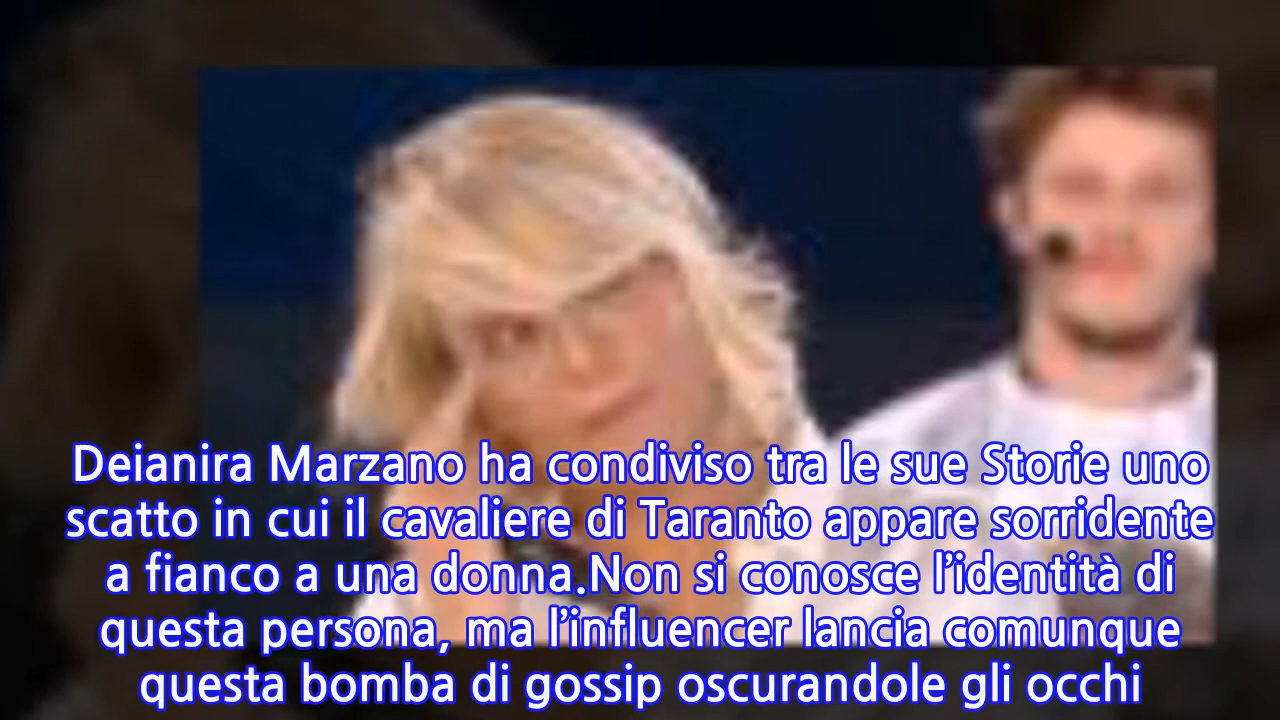 Deianira Marzano ha condiviso tra le sue Storie uno
scatto in cui il cavaliere di Taranto appare sorridente
a fianco a una donna.Non si conosce l'identità di
questa persona, ma l'influencer lancia comunque
questa bomba di gossip oscurandole gli occhi